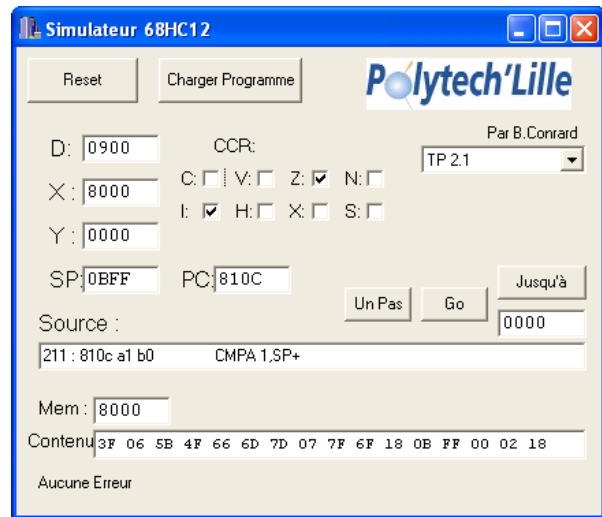 Simulateur 68HC12
Reset
Charger Programme
Polytech'Lille
Par B.Conrard
TP 2.1
D: 0900
CCR:
X: 8000
C: V: Z: N:
I: H: X: S:
Y: 0000
SP: 0BFF
PC: 810C
Un Pas
Go
Jusqu'à
0000
Source :
211 : 810c a1 b0 CMPA 1,SP+
Mem : 8000
Contenu 3F 06 5B 4F 66 6D 7D 07 7F 6F 18 0B FF 00 02 18
Aucune Erreur